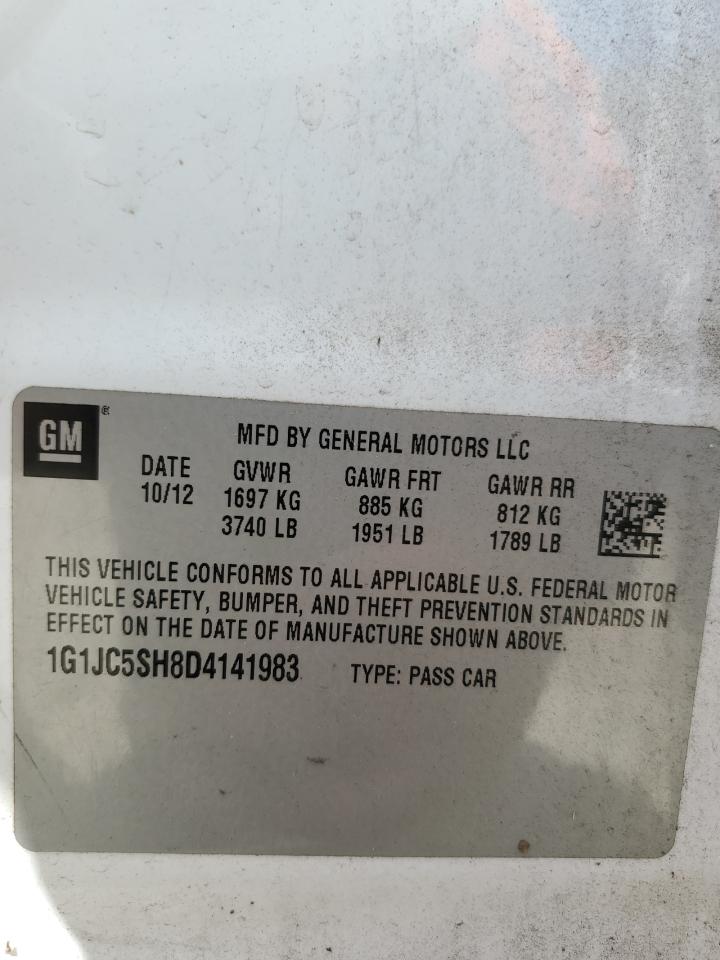 GM
MFD BY GENERAL MOTORS LLC
DATE GVWR GAWR FRT GAWR RR
10/12 1697 KG 885 KG 812 KG
3740 LB 1951 LB 1789 LB
THIS VEHICLE CONFORMS TO ALL APPLICABLE U.S. FEDERAL MOTOR
VEHICLE SAFETY, BUMPER, AND THEFT PREVENTION STANDARDS IN
EFFECT ON THE DATE OF MANUFACTURE SHOWN ABOVE.
1G1JC5SH8D4141983 TYPE: PASS CAR